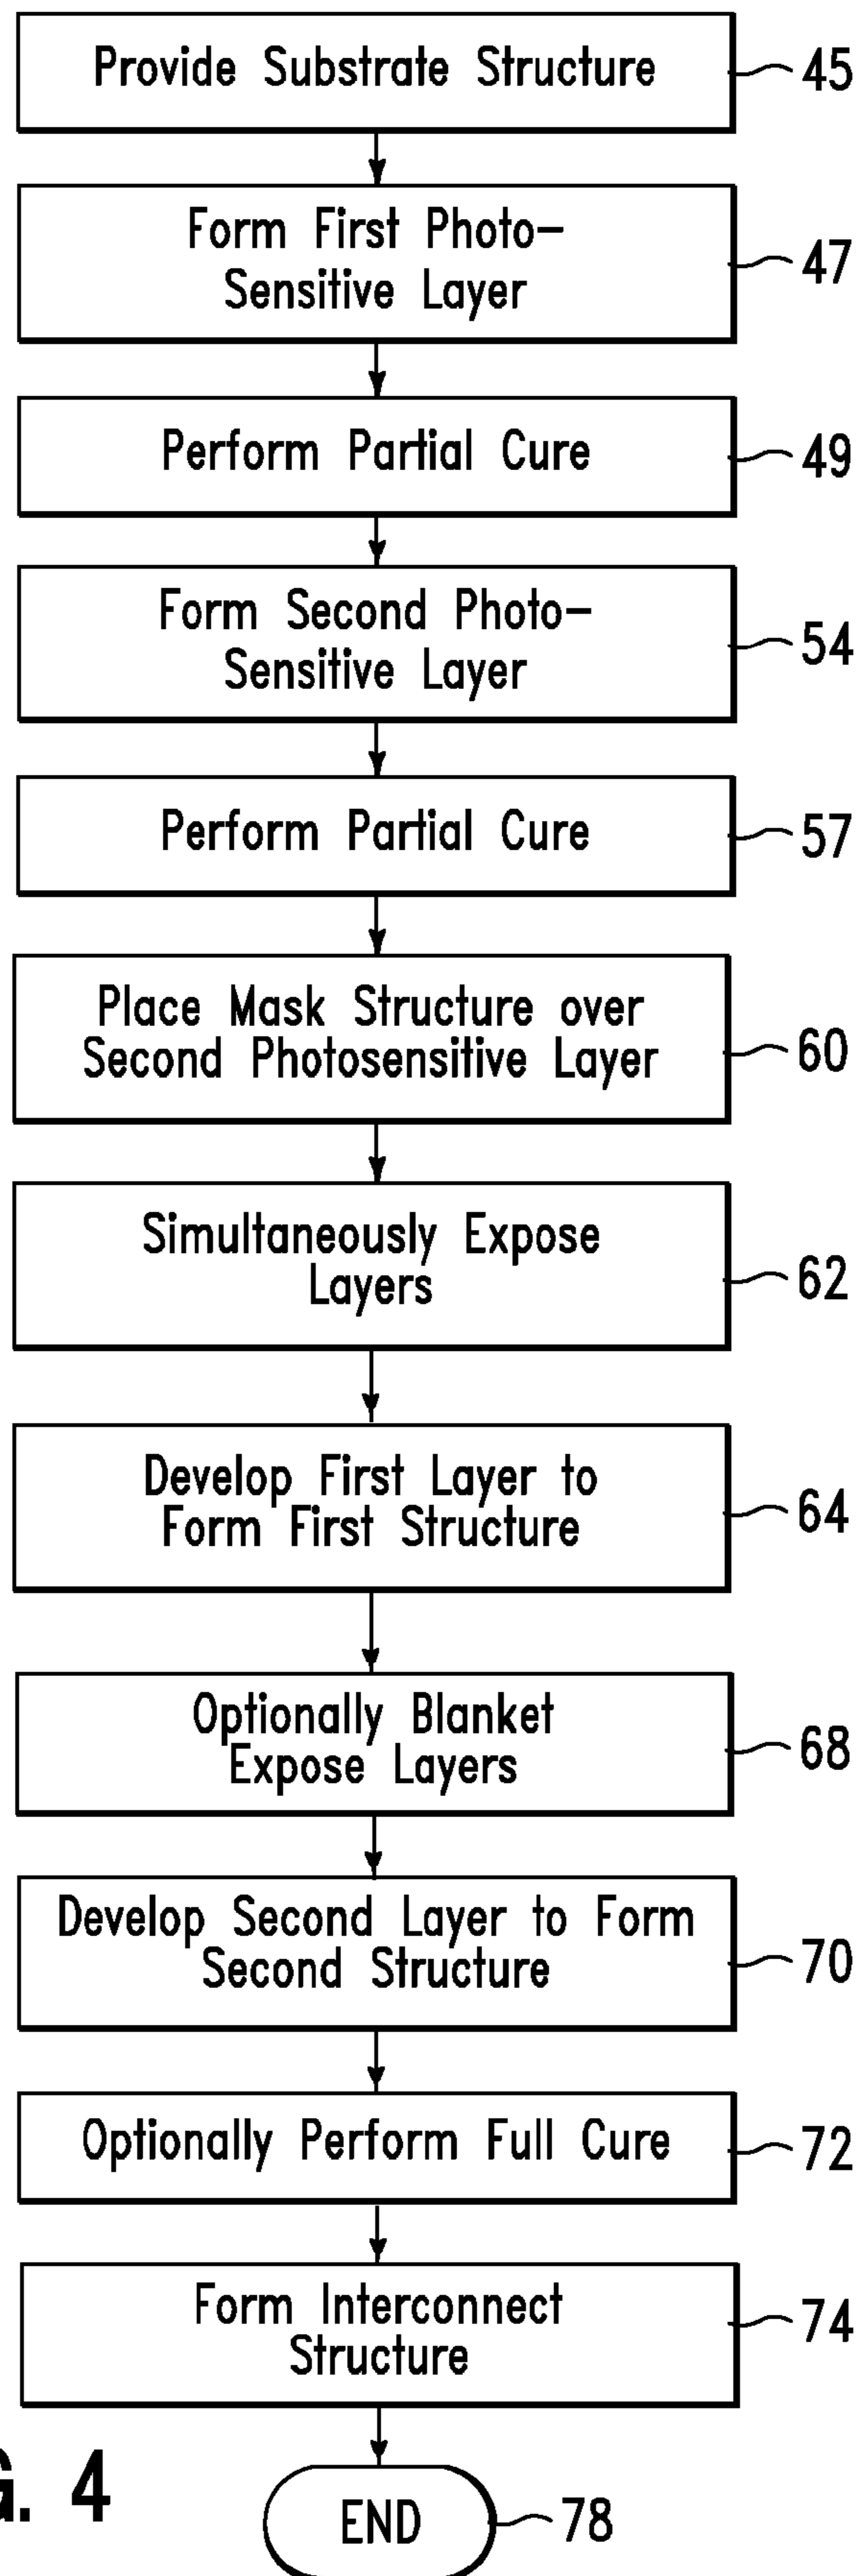 Provide Substrate Structure
45
Form First Photo-
Sensitive Layer
47
Perform Partial Cure
49
Form Second Photo-
Sensitive Layer
54
Perform Partial Cure
57
Place Mask Structure over
Second Photosensitive Layer
60
Simultaneously Expose
Layers
62
Develop First Layer to
Form First Structure
64
Optionally Blanket
Expose Layers
68
Develop Second Layer to Form
Second Structure
70
Optionally Perform Full Cure
72
Form Interconnect
Structure
74
END
78
G. 4